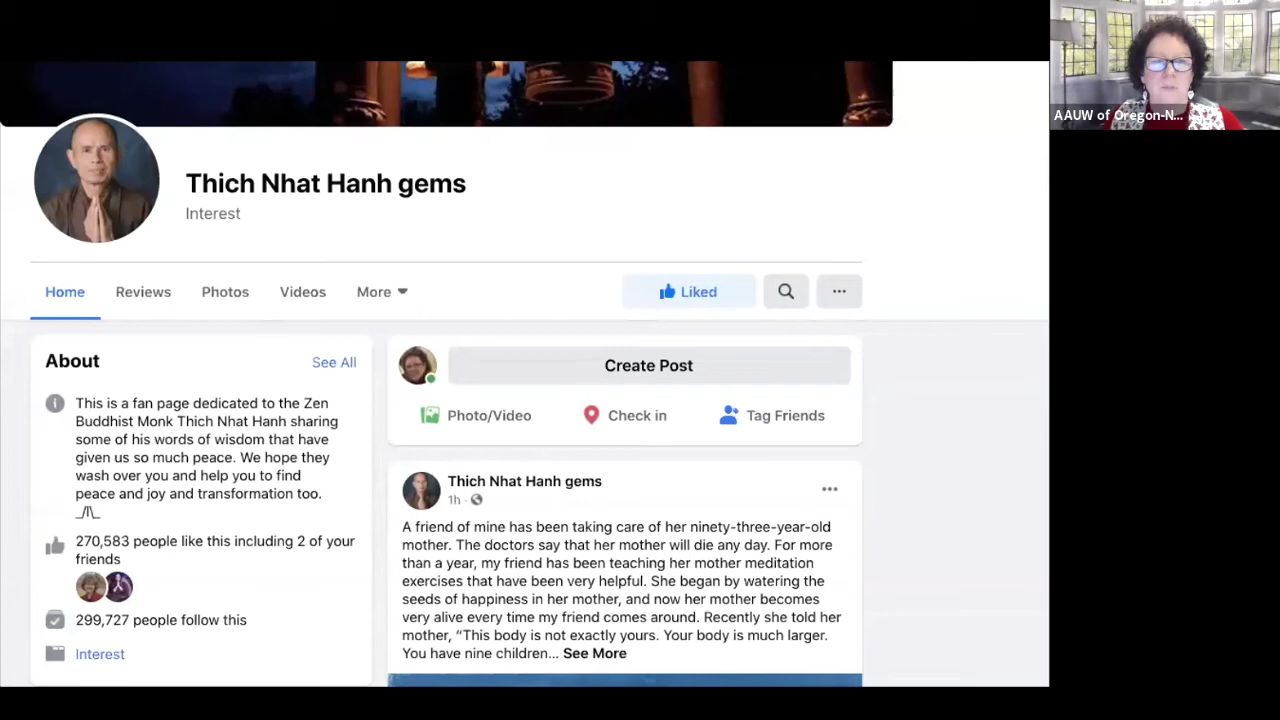 AAUW of Oregon-N...
Thich Nhat Hanh gems
Interest
Home
Reviews
Photos
Videos
More
Liked
About
See All
This is a fan page dedicated to the Zen
Buddhist Monk Thich Nhat Hanh sharing
some of his words of wisdom that have
given us so much peace. We hope they
wash over you and help you to find
peace and joy and transformation too.
_/l\_
270,583 people like this including 2 of your
friends
299,727 people follow this
Interest
Create Post
Photo/Video
Check in
Tag Friends
Thich Nhat Hanh gems
1h ·
A friend of mine has been taking care of her ninety-three-year-old
mother. The doctors say that her mother will die any day. For more
than a year, my friend has been teaching her mother meditation
exercises that have been very helpful. She began by watering the
seeds of happiness in her mother, and now her mother becomes
very alive every time my friend comes around. Recently she told her
mother, “This body is not exactly yours. Your body is much larger.
You have nine children... See More